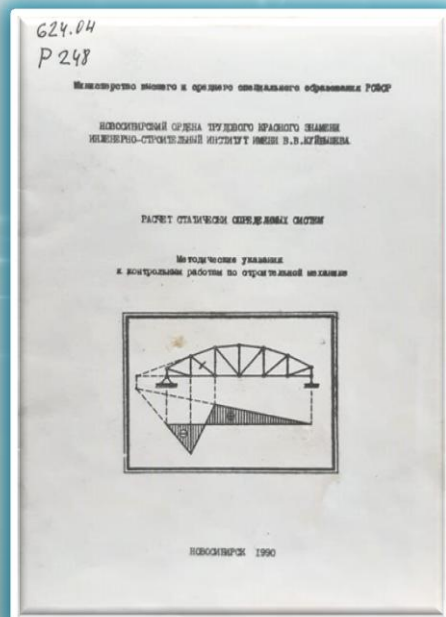 624.04
Р 248
Министерство высшего и среднего специального образования РСФСР
НОВОСИБИРСКИЙ ОРДЕНА ТРУДОВОГО КРАСНОГО ЗНАМЕНИ
ИНЖЕНЕРНО-СТРОИТЕЛЬНЫЙ ИНСТИТУТ ИМЕНИ В.В.КУЙБЫШЕВА
РАСЧЕТ СТАТИЧЕСКИ ОПРЕДЕЛИМЫХ СИСТЕМ
Методические указания
к контрольным работам по строительной механике
НОВОСИБИРСК 1990